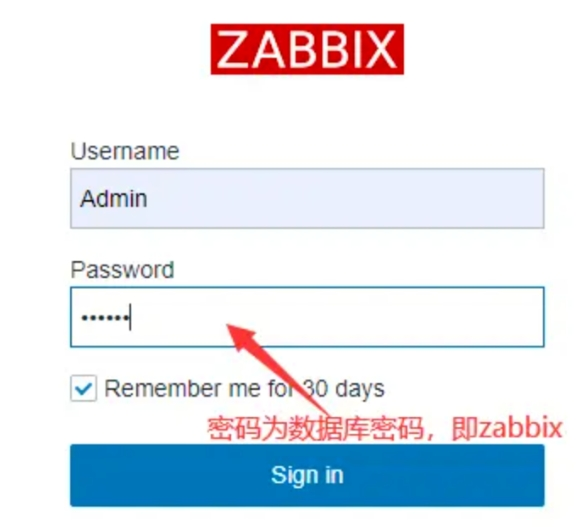 ZABBIX
Username
Admin
Password
••••••
Remember me for 30 days
密码为数据库密码，即zabbix
Sign in